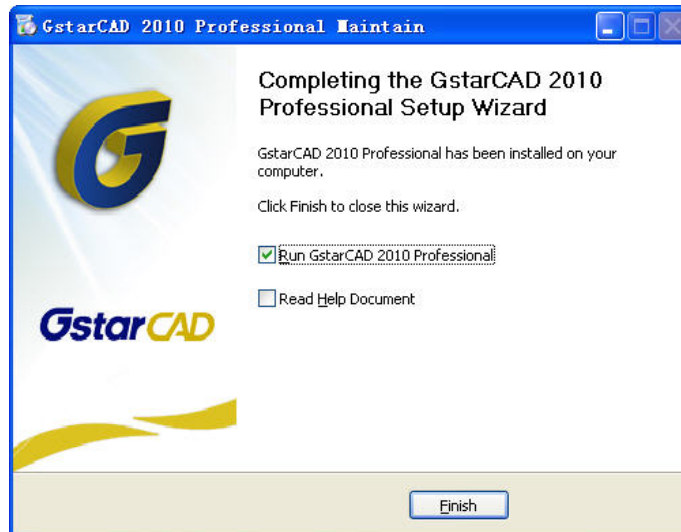 GstarCAD 2010 Professional Maintain
Completing the GstarCAD 2010
Professional Setup Wizard
GstarCAD 2010 Professional has been installed on your
computer.
Click Finish to close this wizard.
Run GstarCAD 2010 Professional
Read Help Document
GstarCAD
Finish